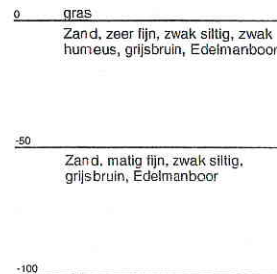 0 gras
Zand, zeer fijn, zwak siltig, zwak
humeus, grijsbruin, Edelmanboor
-50
Zand, matig fijn, zwak siltig,
grijsbruin, Edelmanboor
-100